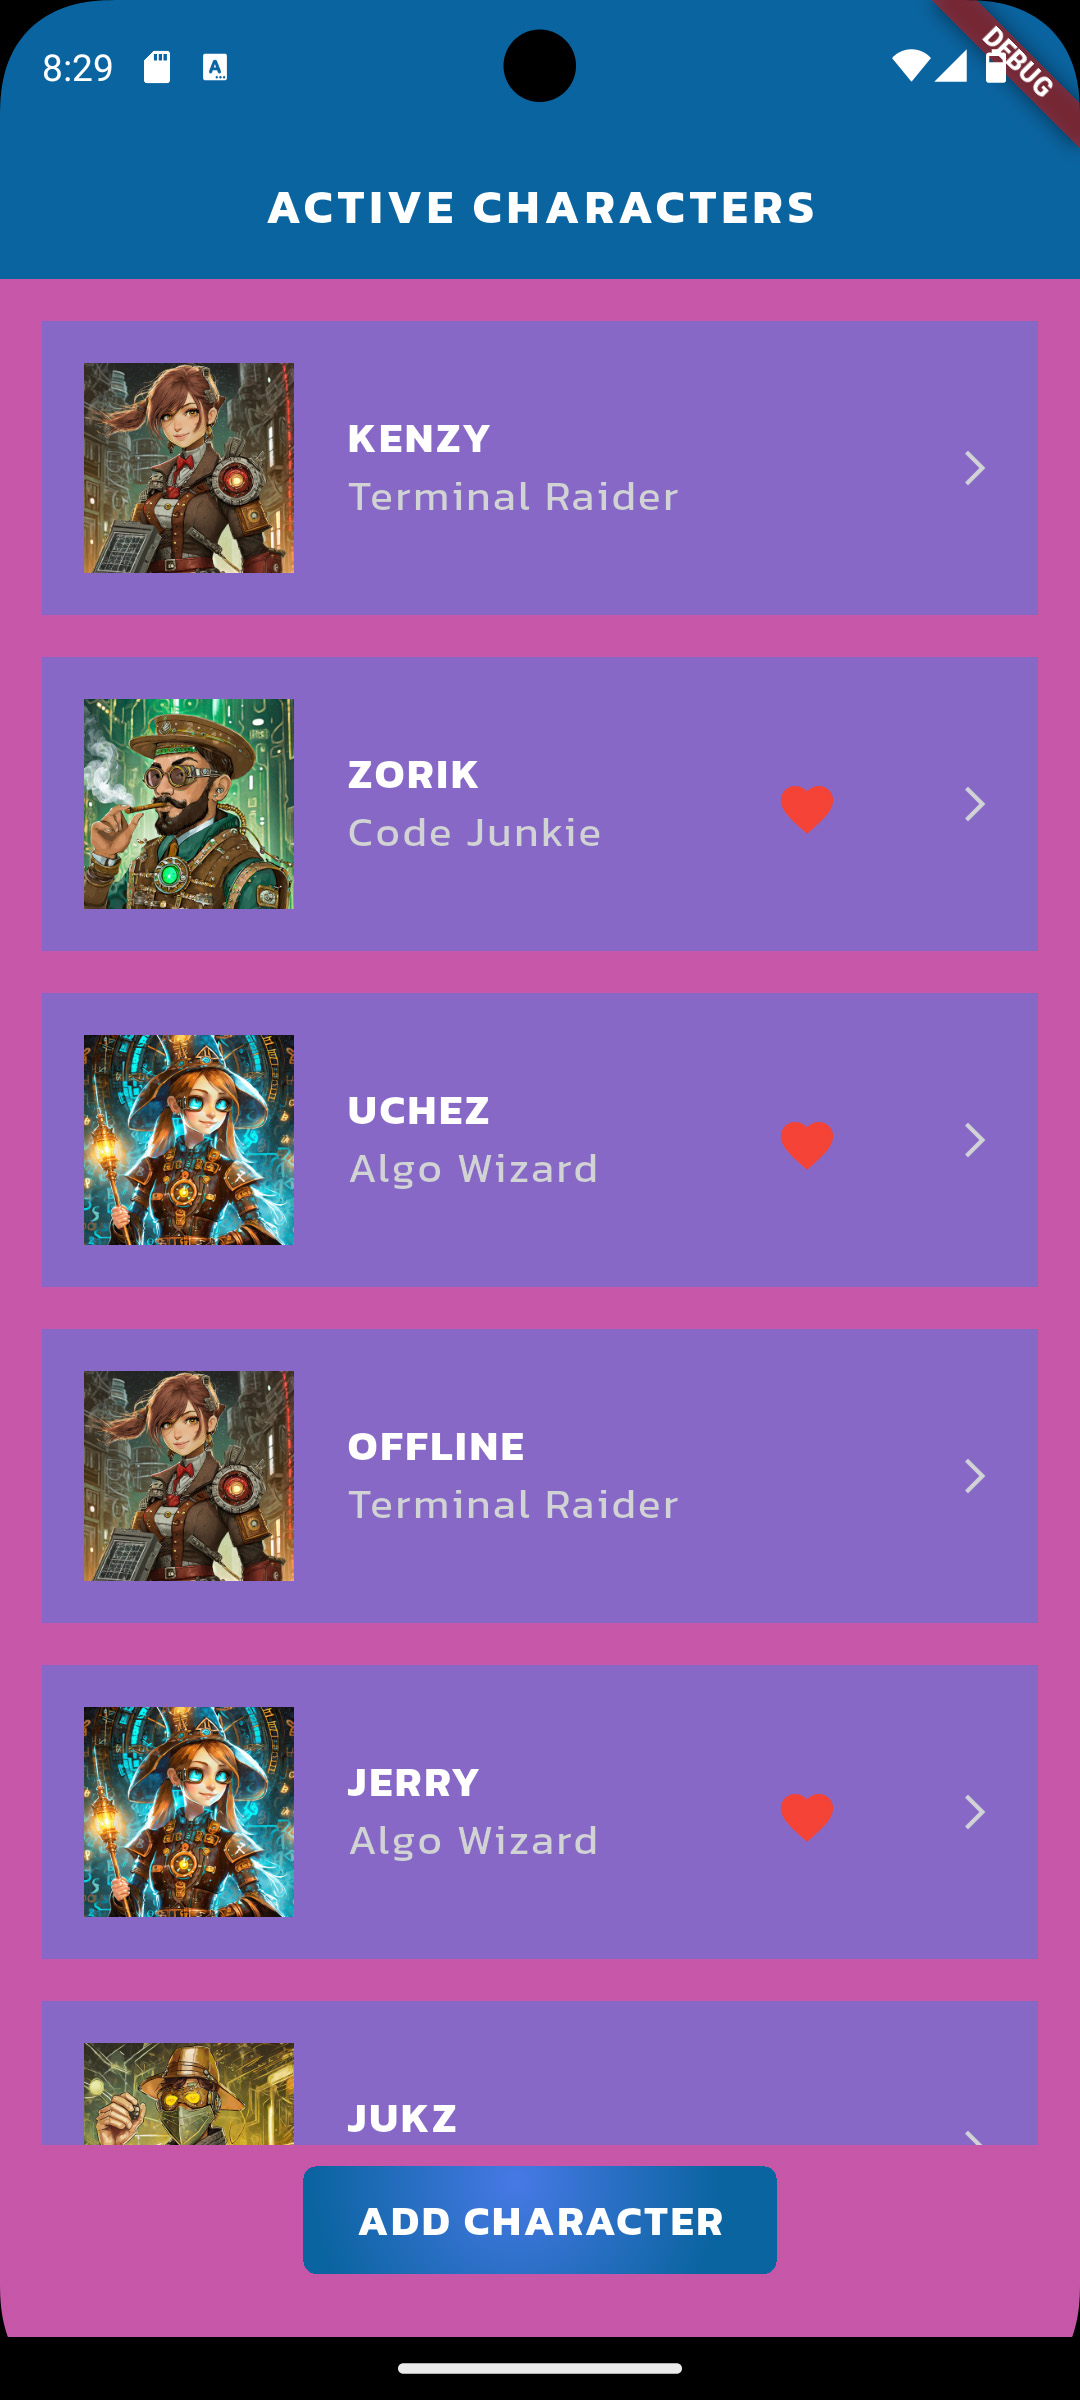 8:29
DEBUG
ACTIVE CHARACTERS
KENZY
Terminal Raider
ZORIK
Code Junkie
UCHEZ
Algo Wizard
OFFLINE
Terminal Raider
JERRY
Algo Wizard
JUKZ
ADD CHARACTER